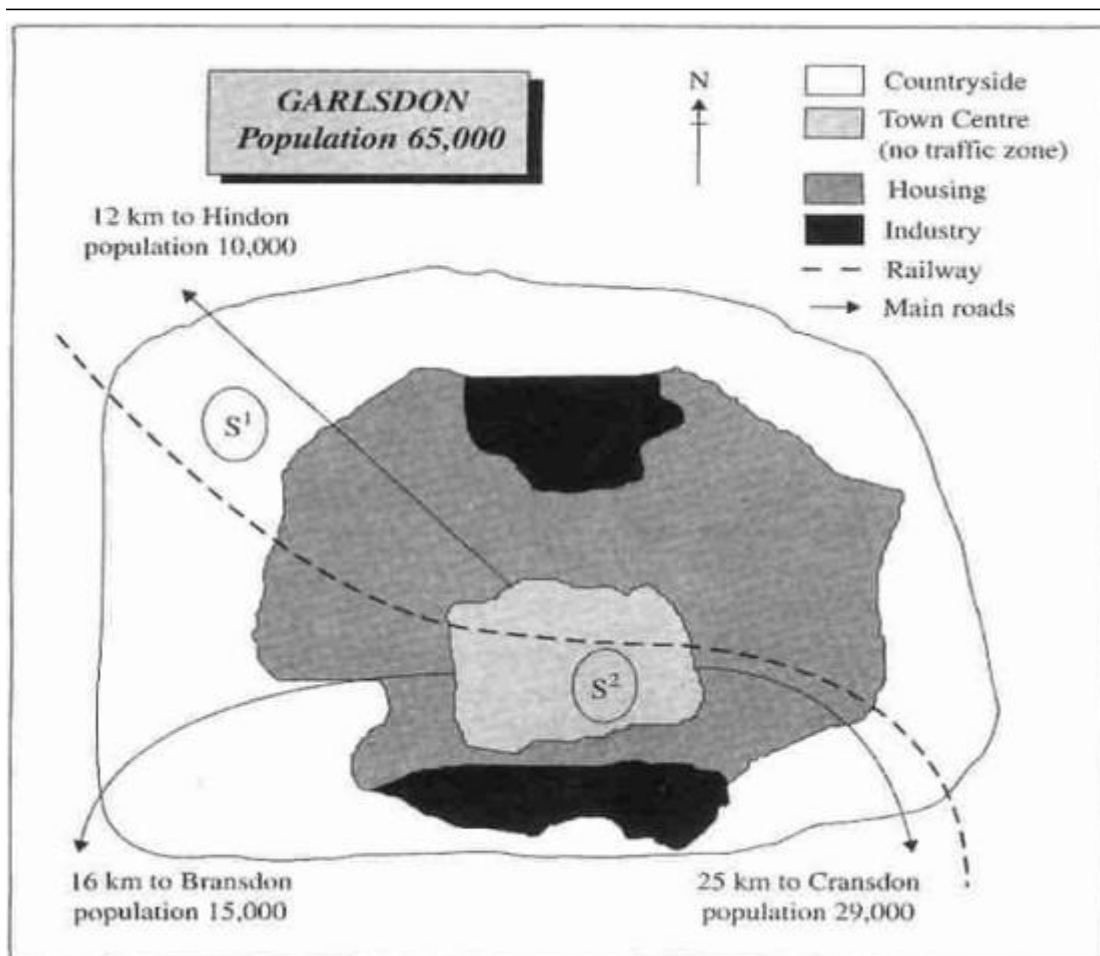 GARLSDON
Population 65,000
N
Countryside
Town Centre
(no traffic zone)
Housing
Industry
Railway
Main roads
12 km to Hindon
population 10,000
S¹
S²
16 km to Bransdon
population 15,000
25 km to Cransdon
population 29,000